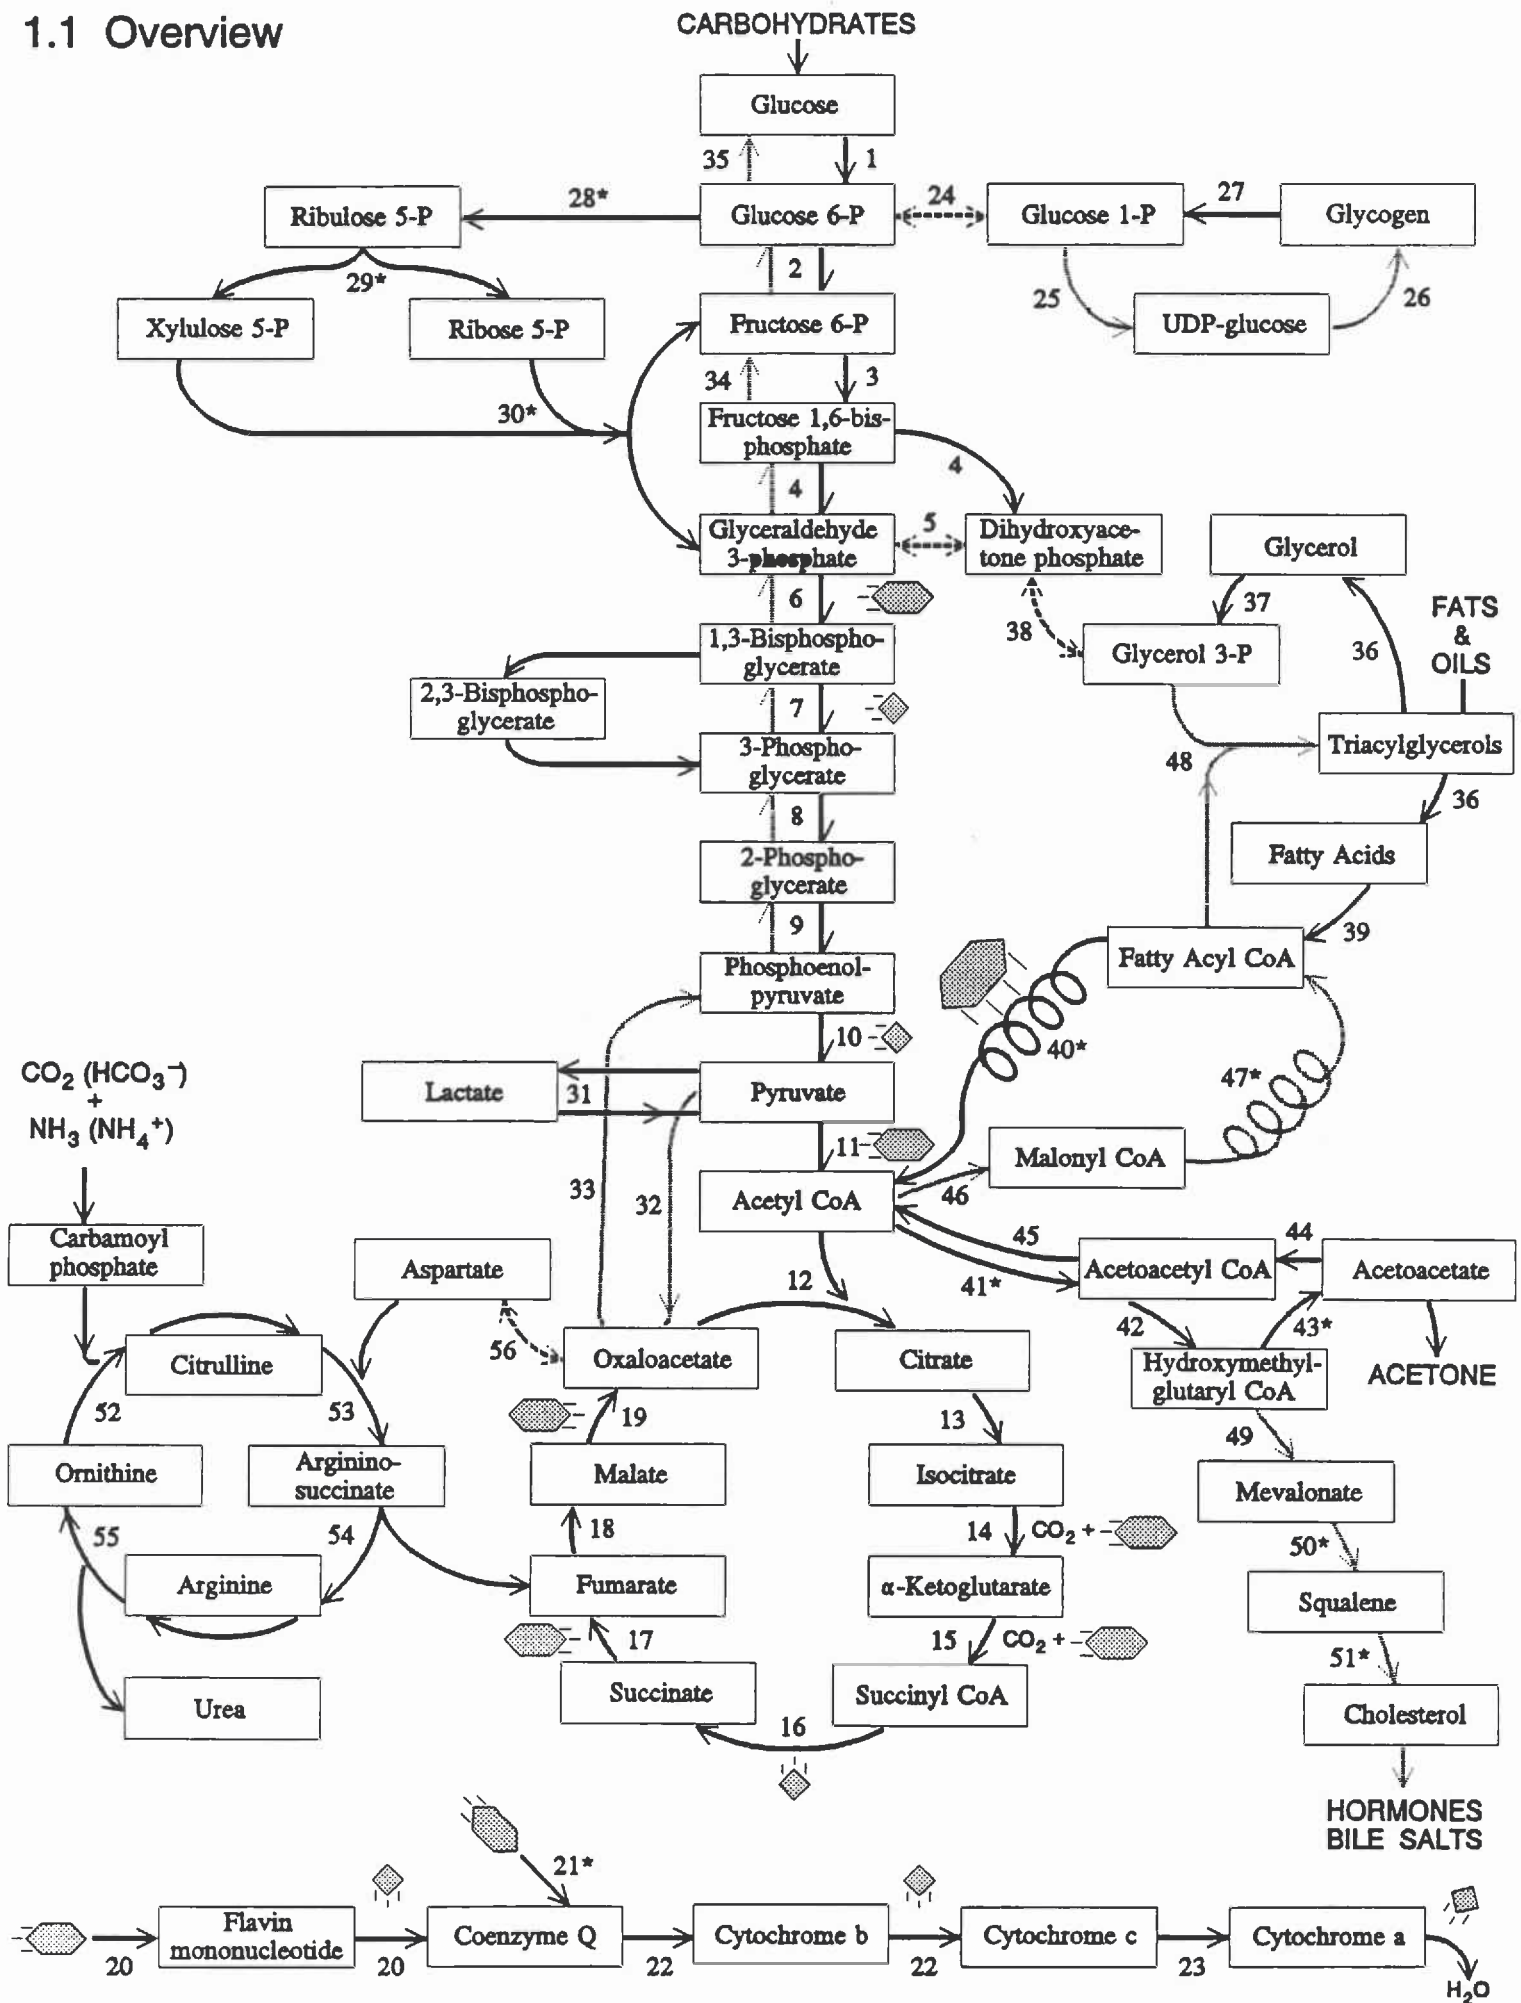 1.1 Overview
CARBOHYDRATES
Glucose
35
1
28*
Ribulose 5-P
Glucose 6-P
24
Glucose 1-P
27
Glycogen
29*
2
25
26
Xylulose 5-P
Ribose 5-P
Fructose 6-P
UDP-glucose
34
3
30*
Fructose 1,6-bis-
phosphate
4
4
Glyceraldehyde
3-phosphate
5
Dihydroxyace-
tone phosphate
Glycerol
6
37
FATS
&
OILS
38
36
1,3-Bisphospho-
glycerate
Glycerol 3-P
2,3-Bisphospho-
glycerate
7
3-Phospho-
glycerate
48
Triacylglycerols
36
8
2-Phospho-
glycerate
Fatty Acids
9
39
Phosphoenol-
pyruvate
Fatty Acyl CoA
10
40*
47*
CO2 (HCO3−)
+
NH3 (NH4+)
Lactate
31
Pyruvate
11
Malonyl CoA
33
32
Acetyl CoA
46
Carbamoyl
phosphate
Aspartate
12
45
41*
Acetoacetyl CoA
44
Acetoacetate
56
42
43*
Citrulline
Oxaloacetate
Citrate
Hydroxymethyl-
glutaryl CoA
ACETONE
52
53
19
13
49
Ornithine
Arginino-
succinate
Malate
Isocitrate
Mevalonate
55
54
18
14
CO2 +
50*
Arginine
Fumarate
α-Ketoglutarate
Squalene
17
15
CO2 +
51*
Urea
Succinate
Succinyl CoA
Cholesterol
16
HORMONES
BILE SALTS
21*
Flavin
mononucleotide
Coenzyme Q
Cytochrome b
Cytochrome c
Cytochrome a
20
20
22
22
23
H2O